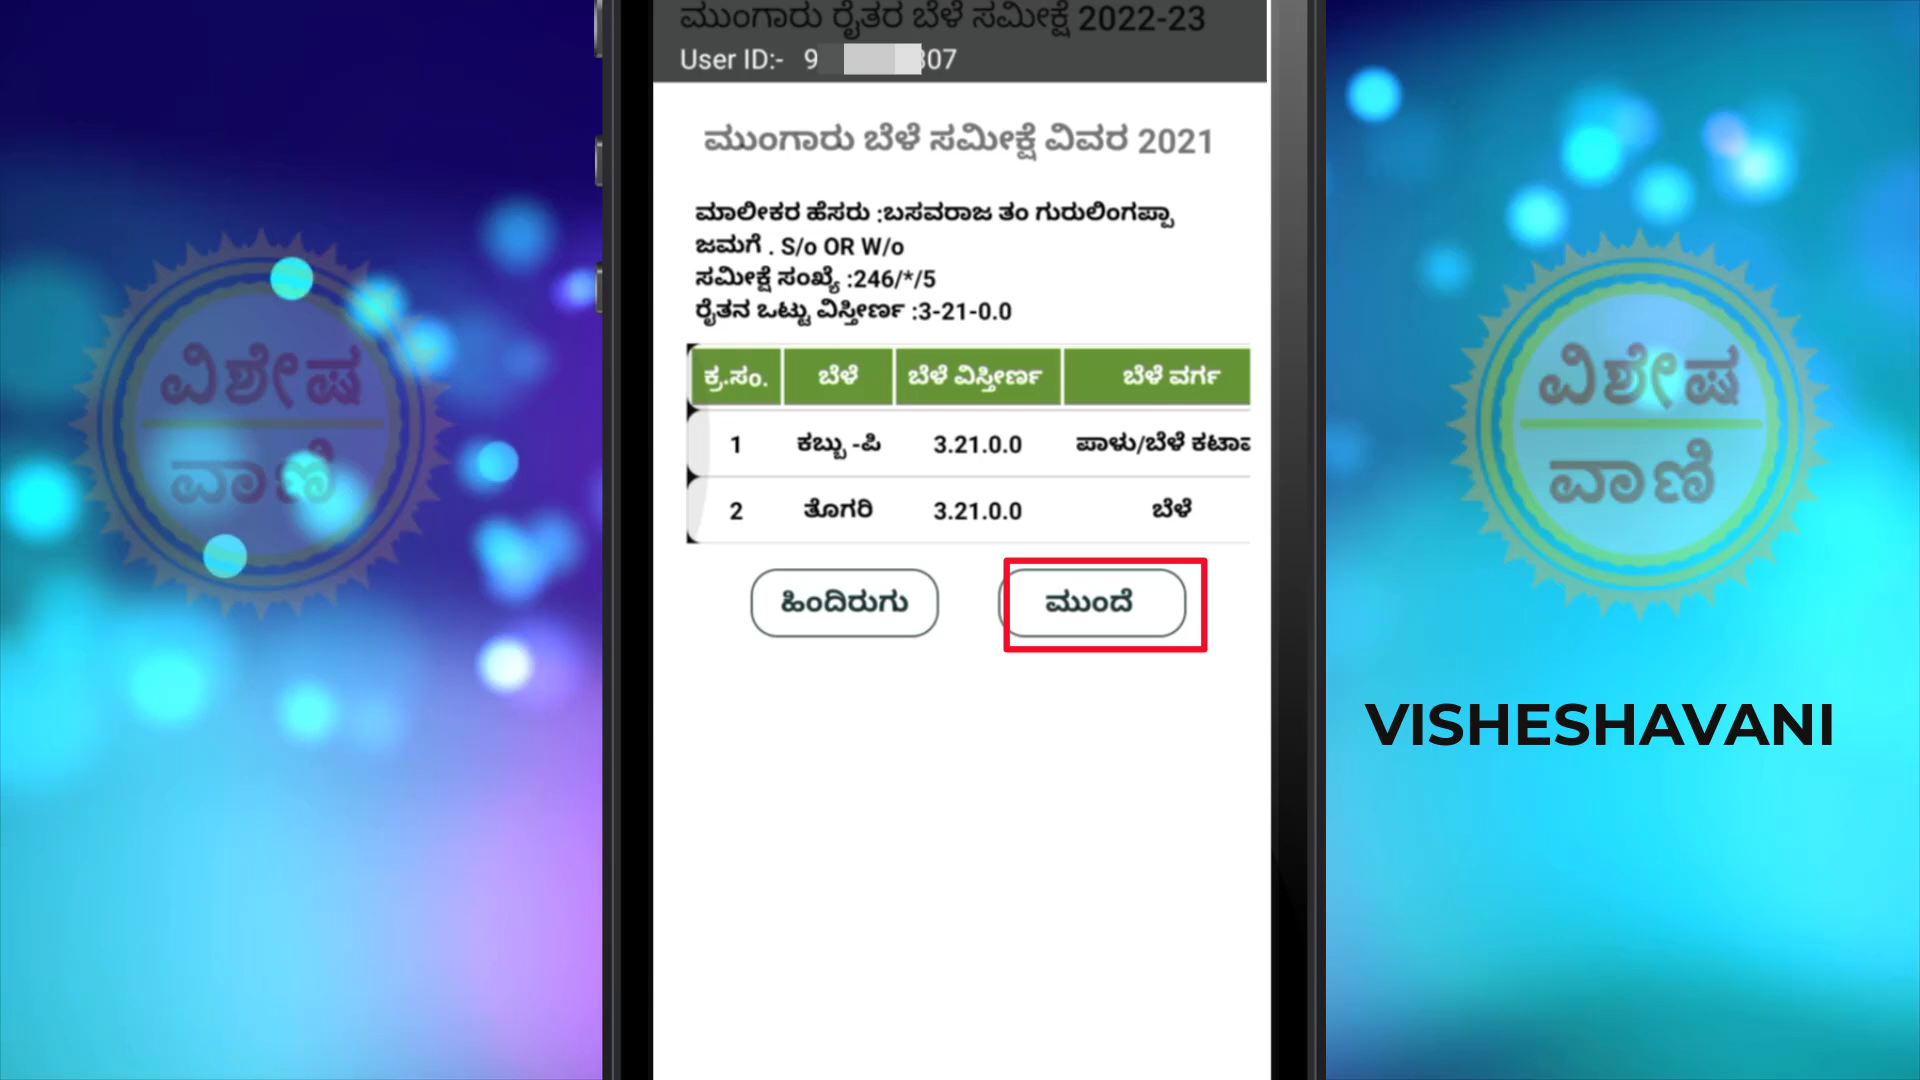 ಮುಂಗಾರು ರೈತರ ಬೆಳೆ ಸಮೀಕ್ಷೆ 2022-23
User ID:- 9 307
ಮುಂಗಾರು ಬೆಳೆ ಸಮೀಕ್ಷೆ ವಿವರ 2021
ಮಾಲೀಕರ ಹೆಸರು :ಬಸವರಾಜ ತಂ ಗುರುಲಿಂಗಪ್ಪಾ
ಜಮಗೆ . S/o OR W/o
ಸಮೀಕ್ಷೆ ಸಂಖ್ಯೆ :246/*/5
ರೈತನ ಒಟ್ಟು ವಿಸ್ತೀರ್ಣ :3-21-0.0
ಕ್ರ.ಸಂ. ಬೆಳೆ ಬೆಳೆ ವಿಸ್ತೀರ್ಣ ಬೆಳೆ ವರ್ಗ
1 ಕಬ್ಬು -ಪಿ 3.21.0.0 ಪಾಳು/ಬೆಳೆ
2 ತೊಗರಿ 3.21.0.0 ಬೆಳೆ
ಹಿಂದಿರುಗು ಮುಂದೆ
ವಿಶೇಷ
ವಾಣಿ
ವಿಶೇಷ
ವಾಣಿ
VISHESHAVANI